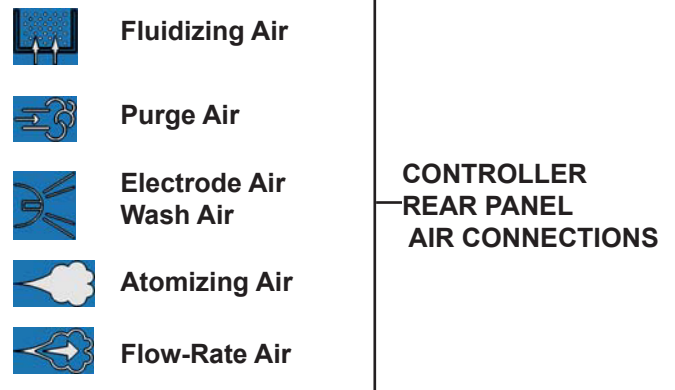 Fluidizing Air
Purge Air
Electrode Air
Wash Air
Atomizing Air
Flow-Rate Air
CONTROLLER
REAR PANEL
AIR CONNECTIONS